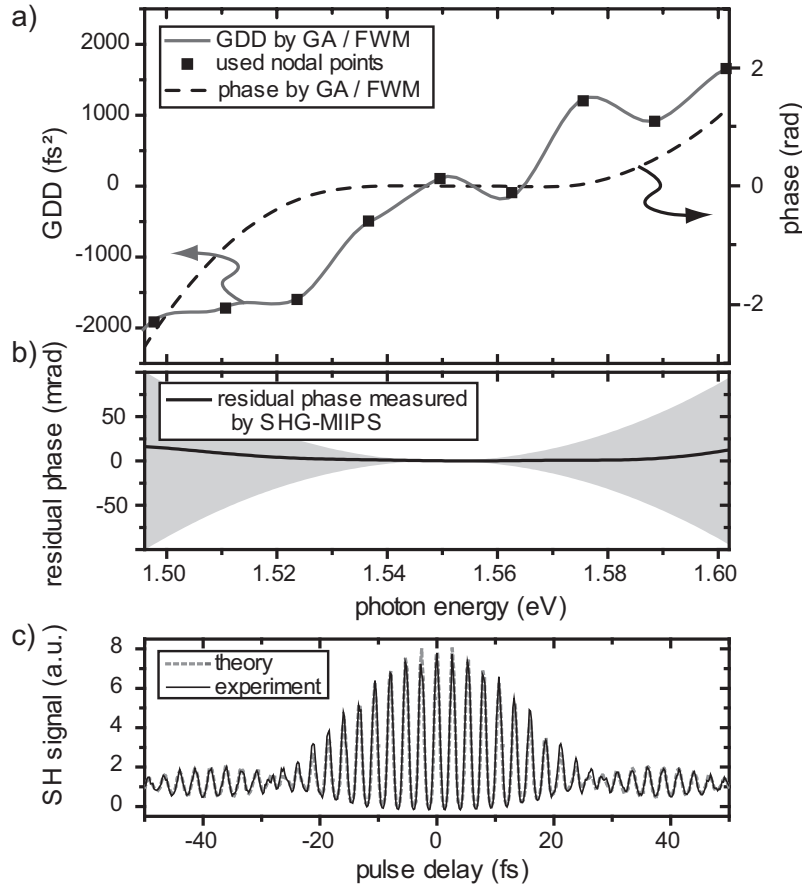 a)
2000
1000
0
-1000
-2000
GDD (fs²)
GDD by GA / FWM
used nodal points
phase by GA / FWM
2
0
-2
phase (rad)
b)
50
0
-50
residual phase (mrad)
residual phase measured
by SHG-MIIPS
1.50 1.52 1.54 1.56 1.58 1.60
photon energy (eV)
c)
8
6
4
2
0
SH signal (a.u.)
theory
experiment
-40 -20 0 20 40
pulse delay (fs)